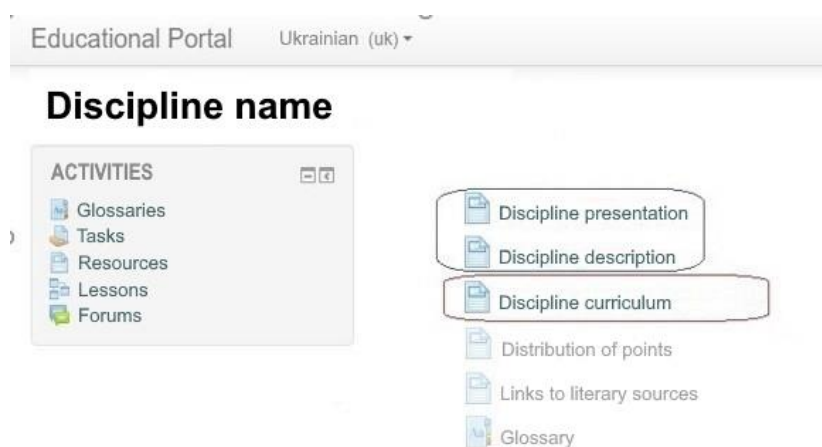 Educational Portal Ukrainian (uk)
Discipline name
ACTIVITIES
Glossaries
Tasks
Resources
Lessons
Forums
Discipline presentation
Discipline description
Discipline curriculum
Distribution of points
Links to literary sources
Glossary